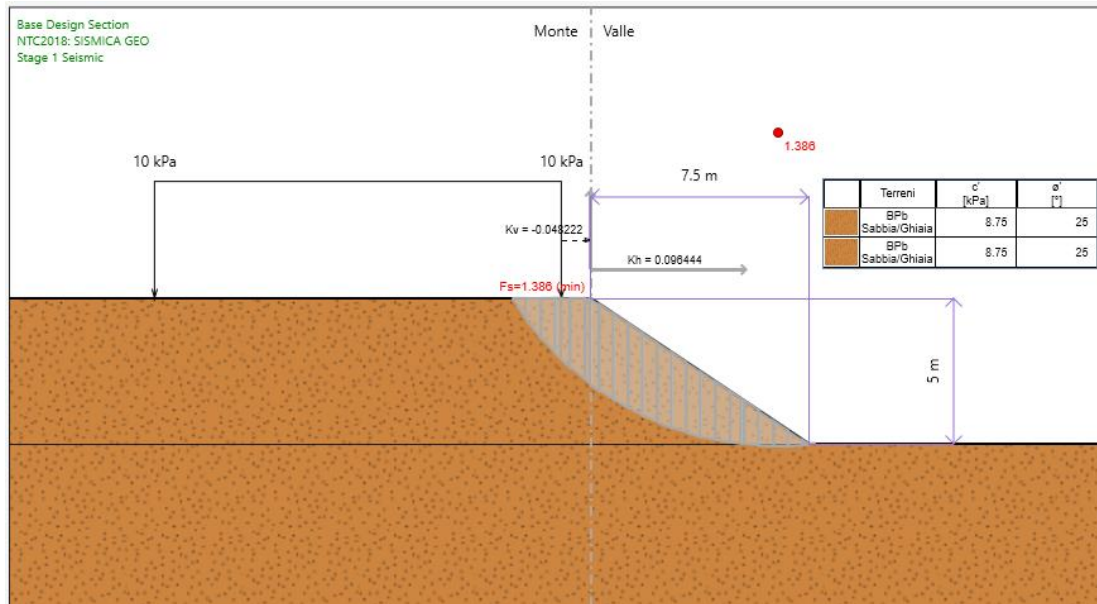 Base Design Section
NTC2018: SISMICA GEO
Stage 1 Seismic
Monte
Valle
1.386
10 kPa
10 kPa
7.5 m
Terreni c' [kPa] ø' [°]
BPb Sabbia/Ghiaia 8.75 25
BPb Sabbia/Ghiaia 8.75 25
Kv = -0.048222
Kh = 0.096444
Fs=1.386 (min)
5 m